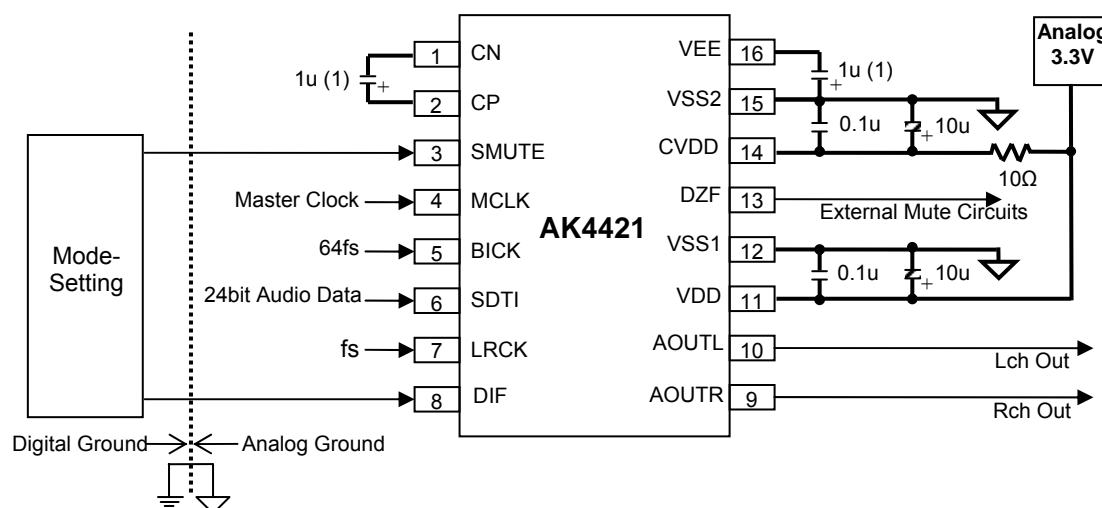 Analog
3.3V
1 CN
1u (1)
+
2 CP
3 SMUTE
Master Clock 4 MCLK
64fs 5 BICK
24bit Audio Data 6 SDTI
fs 7 LRCK
8 DIF
Mode-
Setting
AK4421
VEE 16
1u (1)
+
VSS2 15
0.1u
+ 10u
CVDD 14
10Ω
DZF 13
External Mute Circuits
VSS1 12
0.1u
+ 10u
VDD 11
AOUTL 10
Lch Out
AOUTR 9
Rch Out
Digital Ground Analog Ground